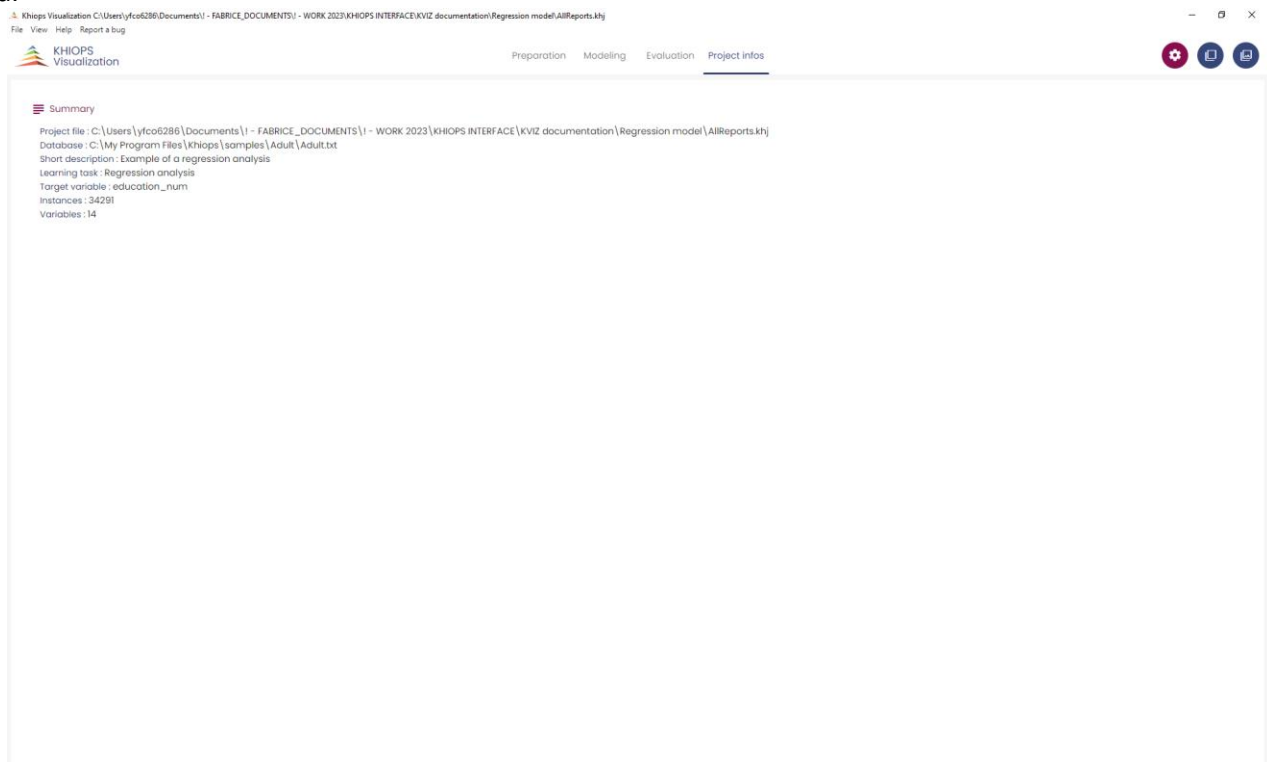 Khiops Visualization C:\Users\yfco6286\Documents\! - FABRICE_DOCUMENTS\! - WORK 2023\KHIOPS INTERFACE\KVIZ documentation\Regression model\AllReports.khj
File View Help Report a bug
KHIOPS
Visualization
Preparation Modeling Evaluation Project infos
Summary
Project file : C:\Users\yfco6286\Documents\! - FABRICE_DOCUMENTS\! - WORK 2023\KHIOPS INTERFACE\KVIZ documentation\Regression model\AllReports.khj
Database : C:\My Program Files\Khiops\samples\Adult\Adult.txt
Short description : Example of a regression analysis
Learning task : Regression analysis
Target variable : education_num
Instances : 34291
Variables : 14